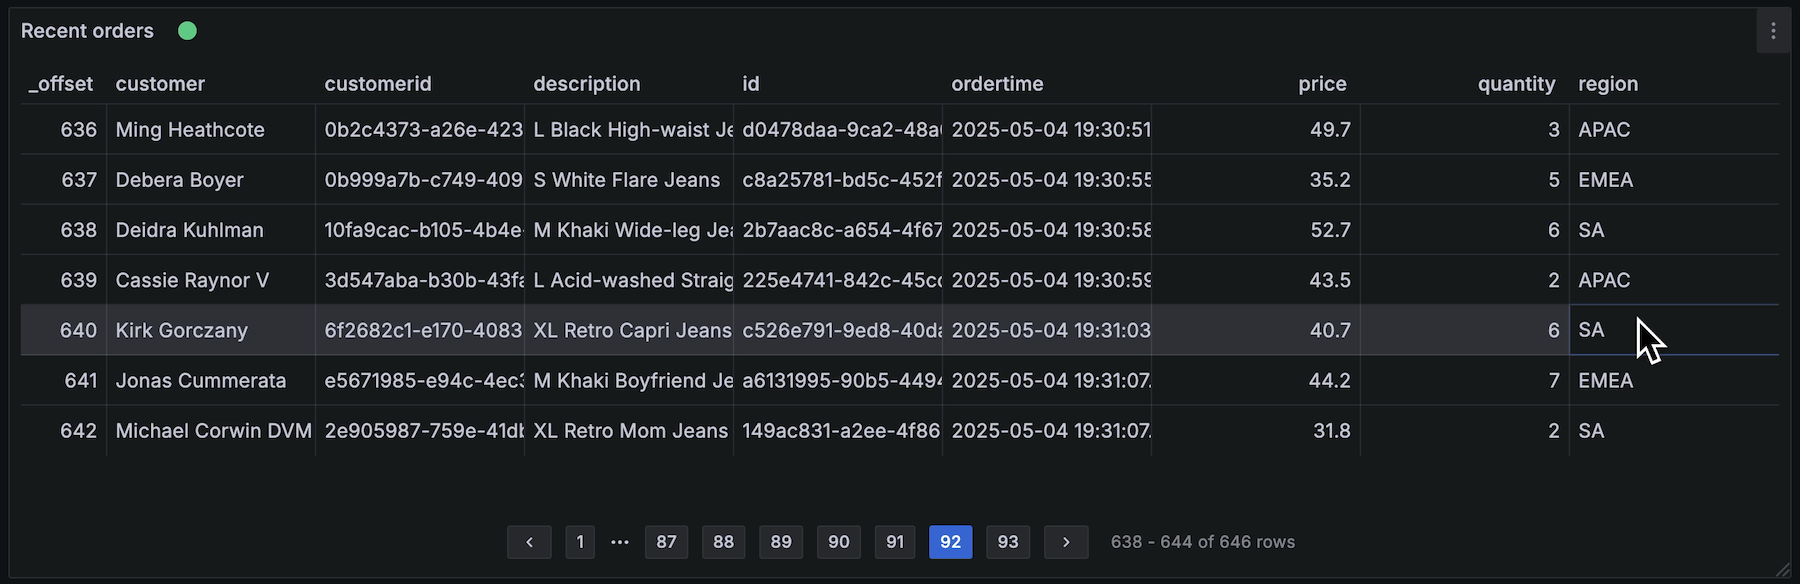 Recent orders
_offset customer customerid description id ordertime price quantity region
636 Ming Heathcote 0b2c4373-a26e-423 L Black High-waist Je d0478daa-9ca2-48a 2025-05-04 19:30:51 49.7 3 APAC
637 Debera Boyer 0b999a7b-c749-409 S White Flare Jeans c8a25781-bd5c-452f 2025-05-04 19:30:55 35.2 5 EMEA
638 Deidra Kuhlman 10fa9cac-b105-4b4e- M Khaki Wide-leg Jea 2b7aac8c-a654-4f67 2025-05-04 19:30:58 52.7 6 SA
639 Cassie Raynor V 3d547aba-b30b-43fa L Acid-washed Straig 225e4741-842c-45cc 2025-05-04 19:30:59 43.5 2 APAC
640 Kirk Gorczany 6f2682c1-e170-4083 XL Retro Capri Jeans c526e791-9ed8-40da 2025-05-04 19:31:03 40.7 6 SA
641 Jonas Cummerata e5671985-e94c-4ec3 M Khaki Boyfriend Je a6131995-90b5-4494 2025-05-04 19:31:07. 44.2 7 EMEA
642 Michael Corwin DVM 2e905987-759e-41db XL Retro Mom Jeans 149ac831-a2ee-4f86 2025-05-04 19:31:07. 31.8 2 SA
< 1 ... 87 88 89 90 91 92 93 > 638 - 644 of 646 rows